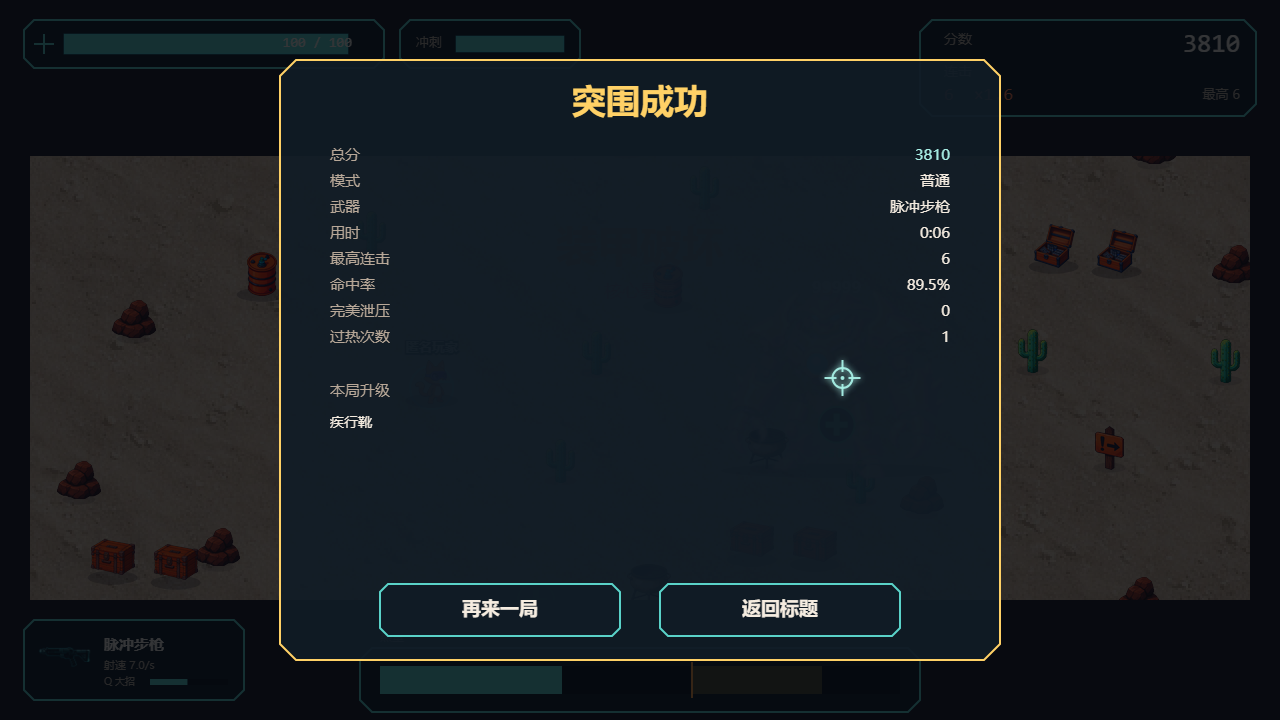 100 / 100
冲刺
分数
3810
6
最高 6
突围成功
总分 3810
模式 普通
武器 脉冲步枪
用时 0:06
最高连击 6
命中率 89.5%
完美泄压 0
过热次数 1
本局升级
疾行靴
再来一局
返回标题
脉冲步枪
射速 7.0/s
Q 大招